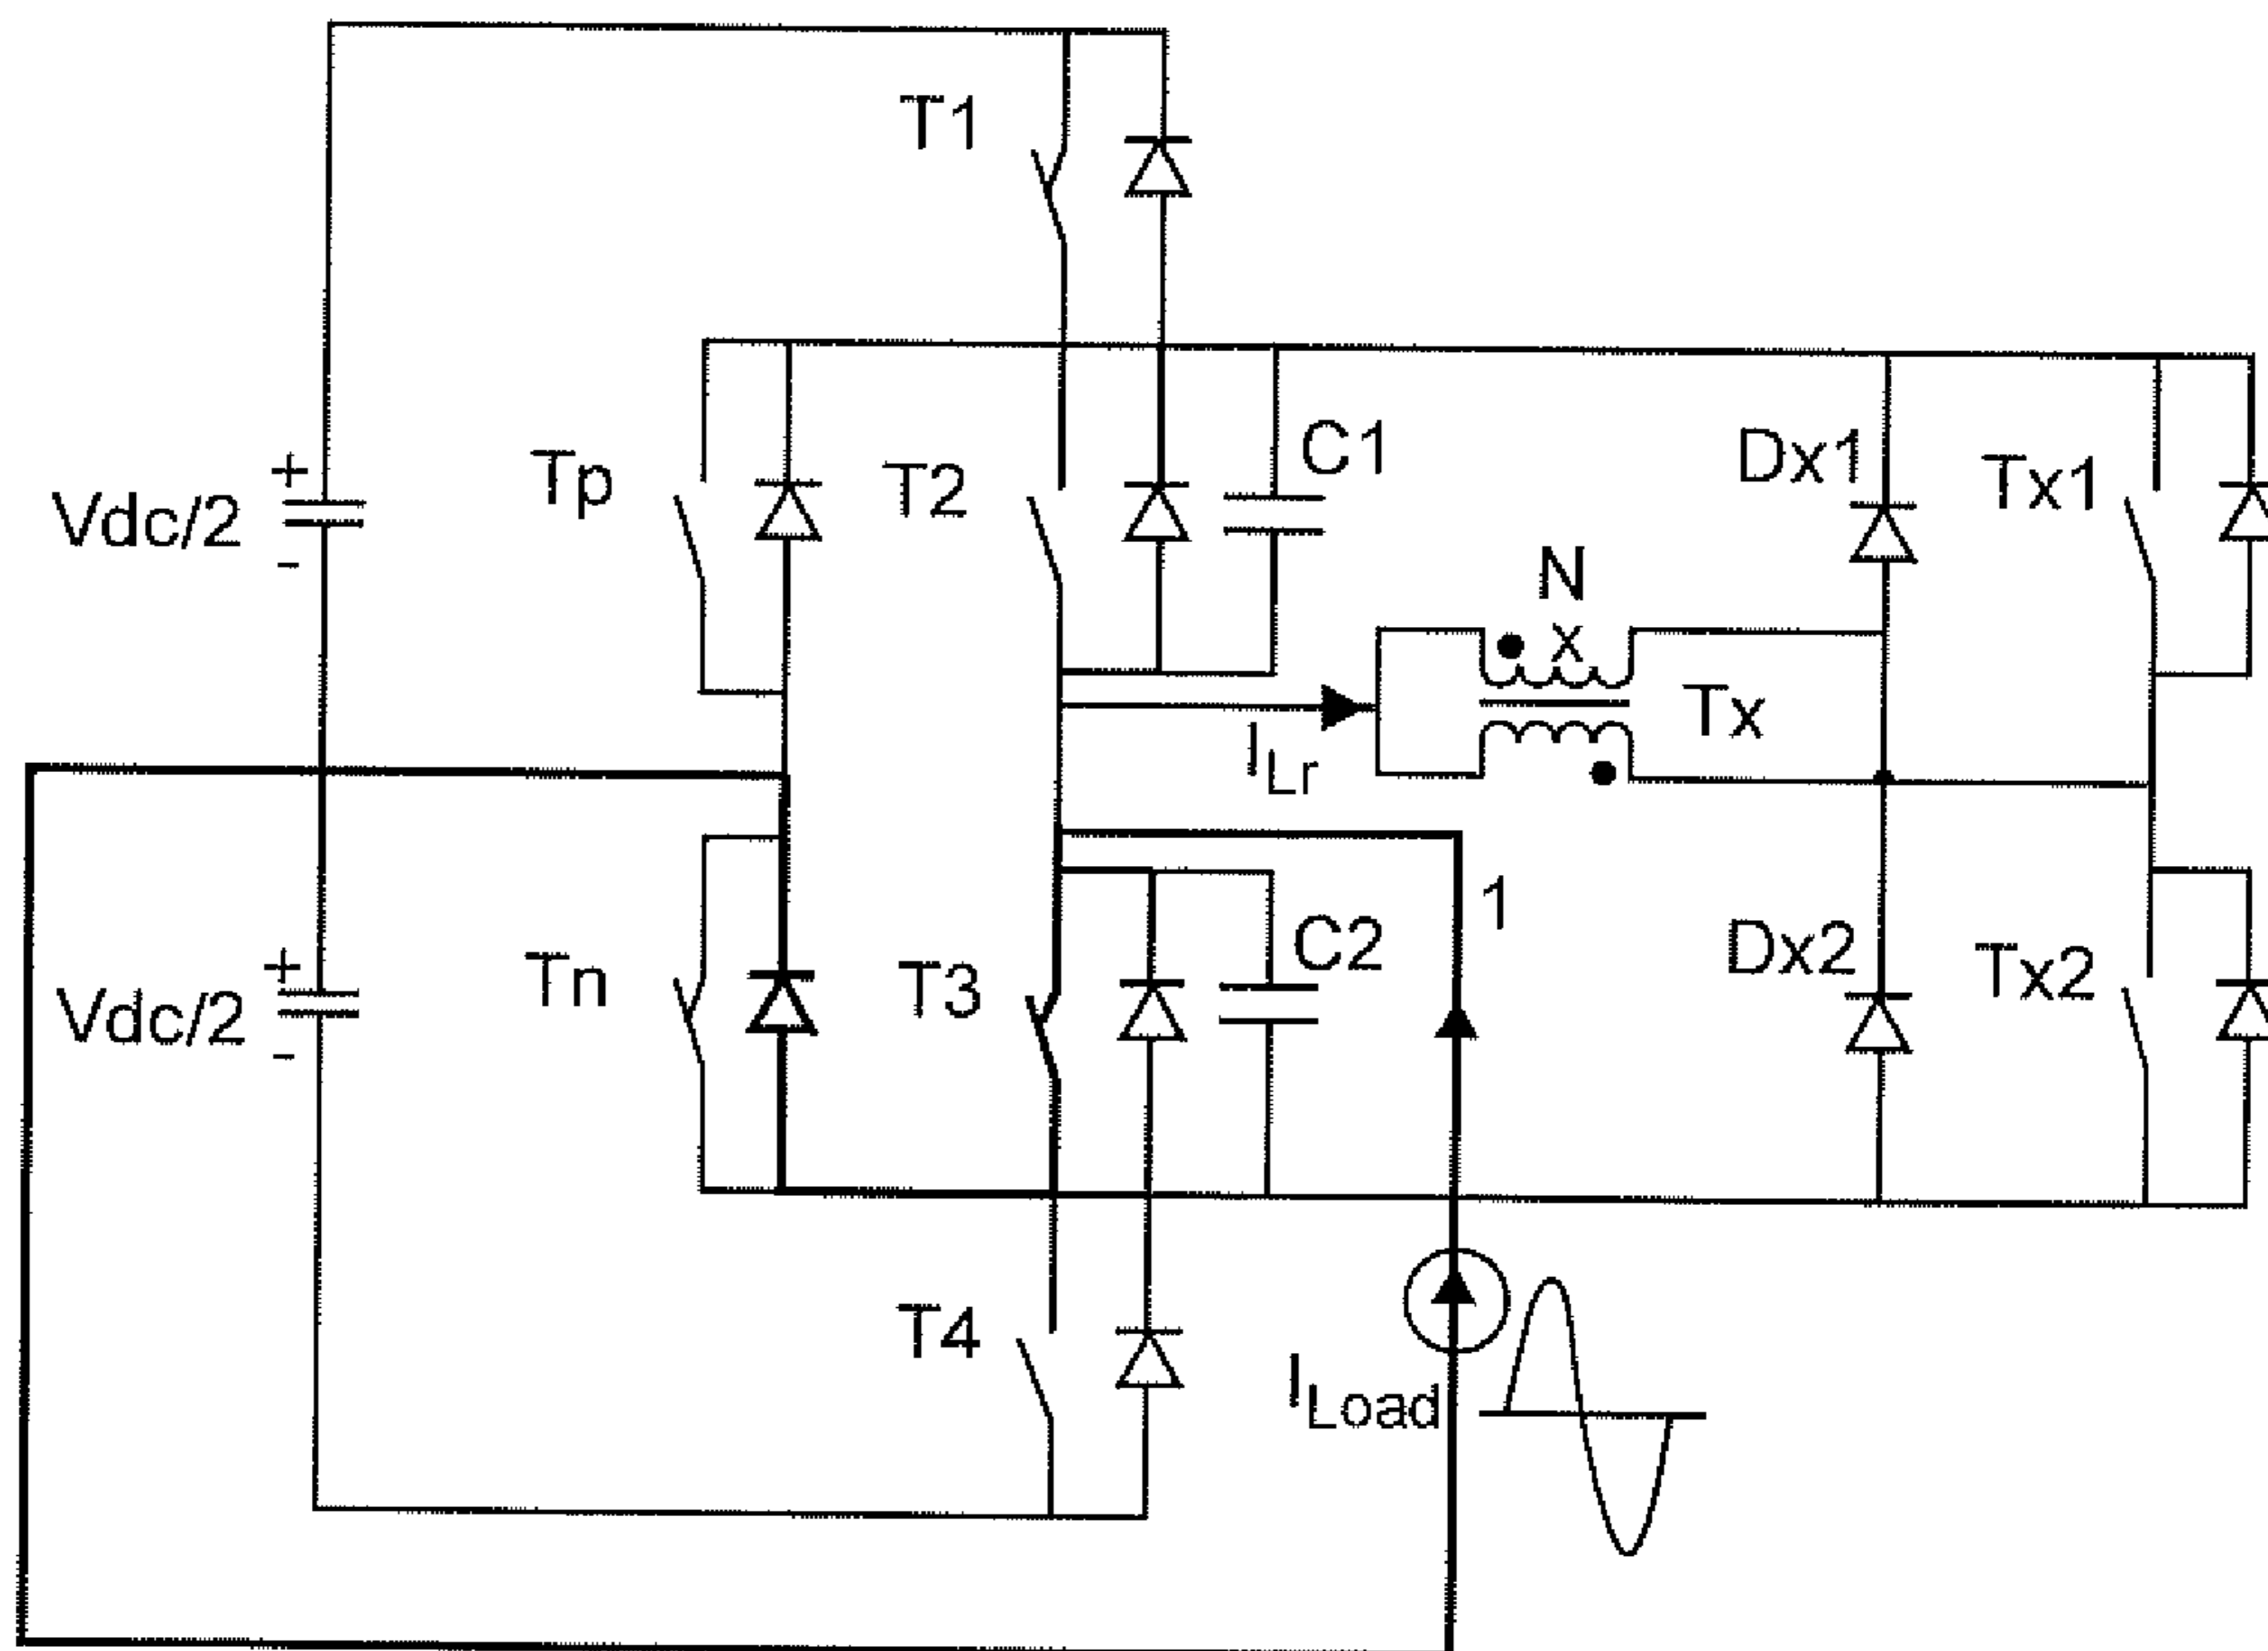 T1
+
Vdc/2
-
Tp
T2
C1
Dx1
Tx1
N
x
Tx
ILr
1
+
Vdc/2
-
Tn
T3
C2
Dx2
Tx2
T4
ILoad